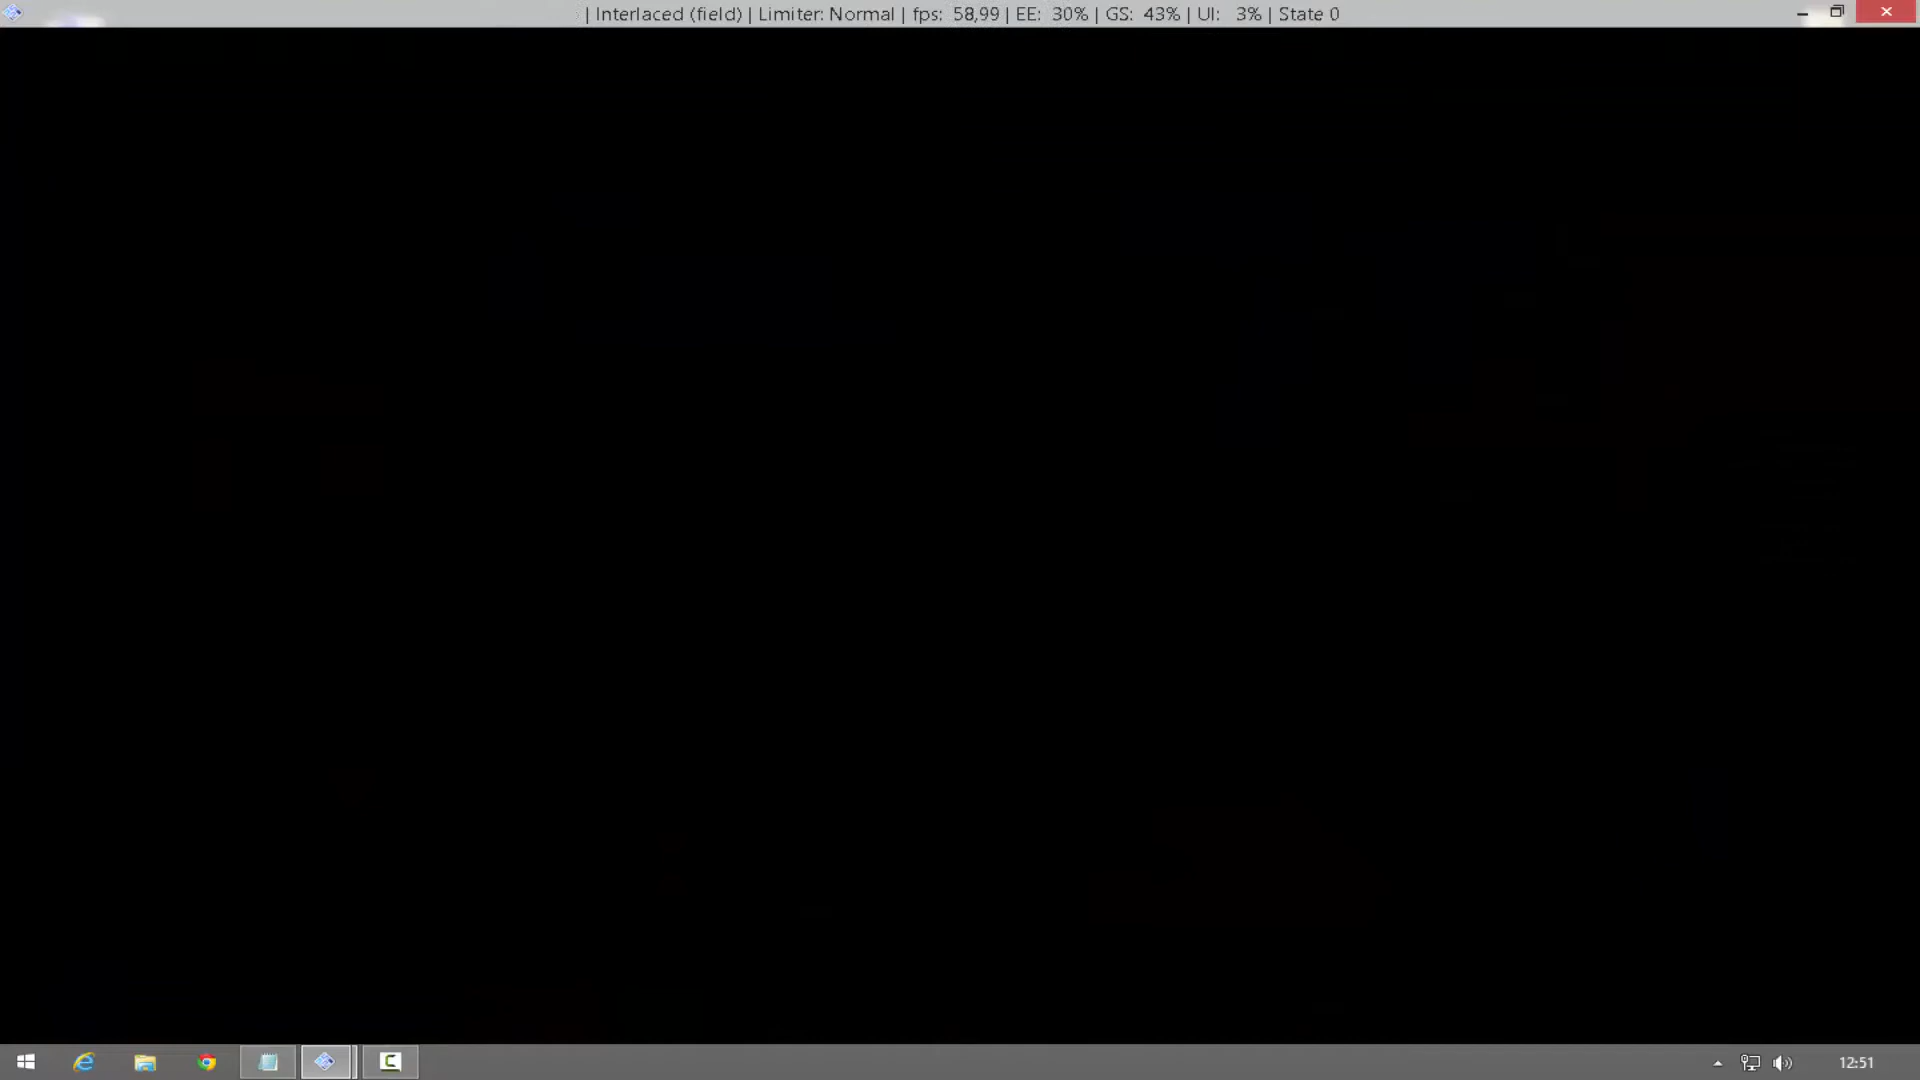 | Interlaced (field) | Limiter: Normal | fps: 58,99 | EE: 30% | GS: 43% | UI: 3% | State 0
12:51